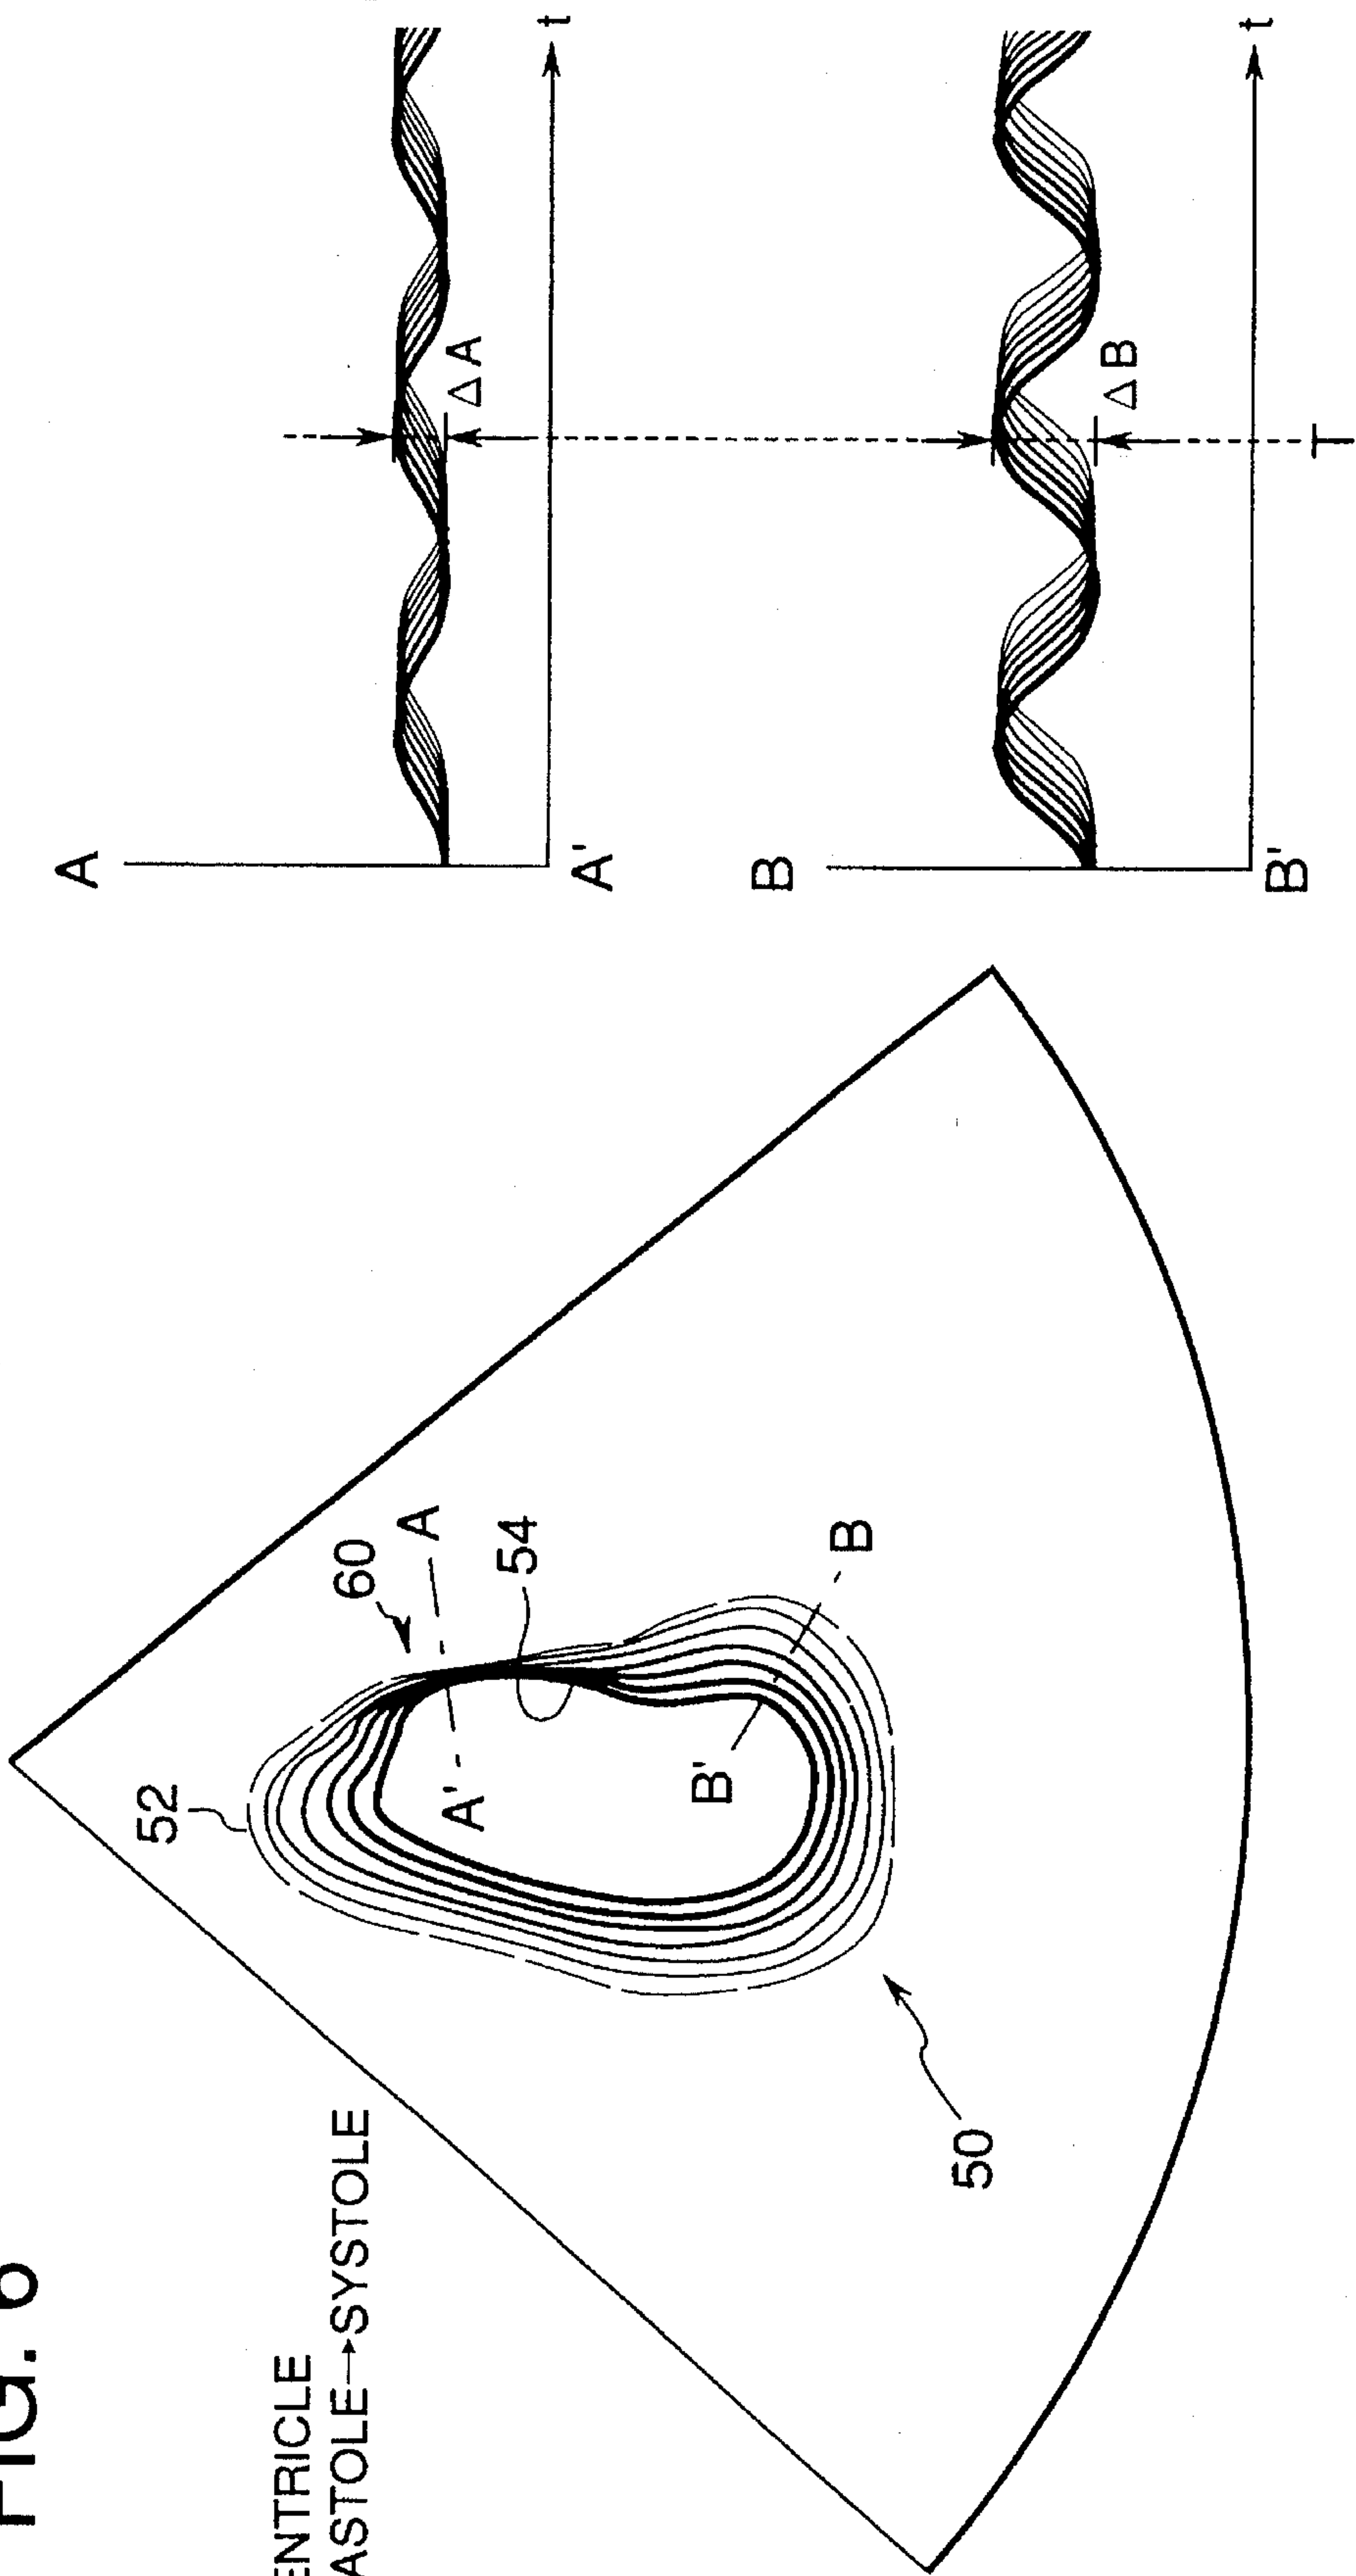 FIG. 6
ENTRICLE
ASTOLE→SYSTOLE
52
60
A
A'
54
B'
B
50
A
A'
ΔA
t
B
B'
ΔB
t
T